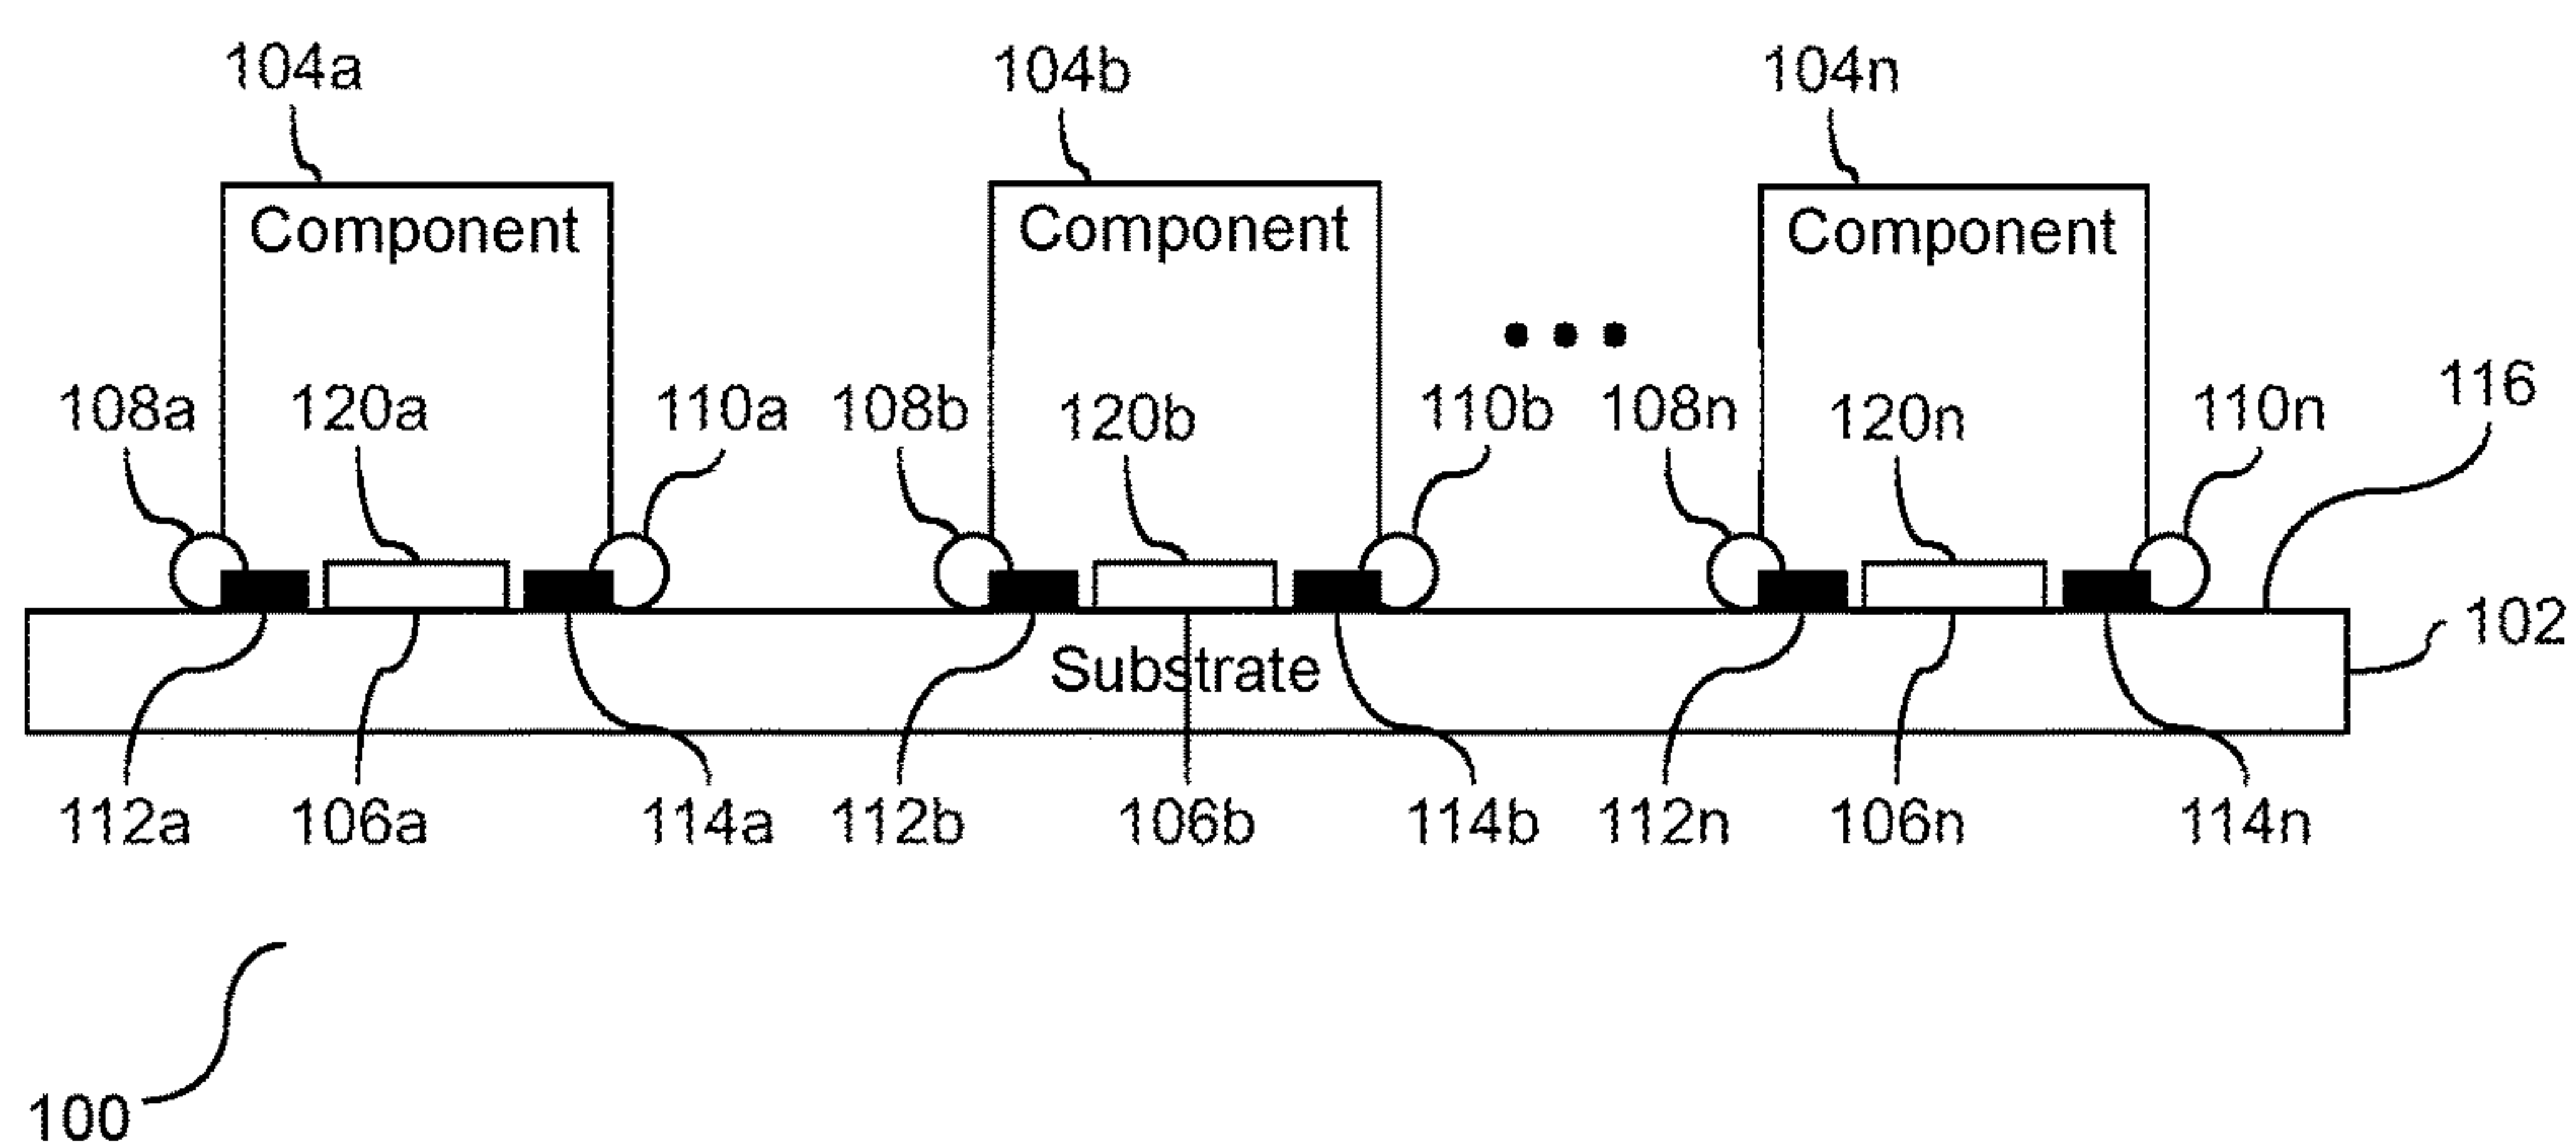 104a 104b 104n
Component Component Component
108a 120a 110a 108b 120b 110b 108n 120n 110n 116
102
Substrate
112a 106a 114a 112b 106b 114b 112n 106n 114n
100